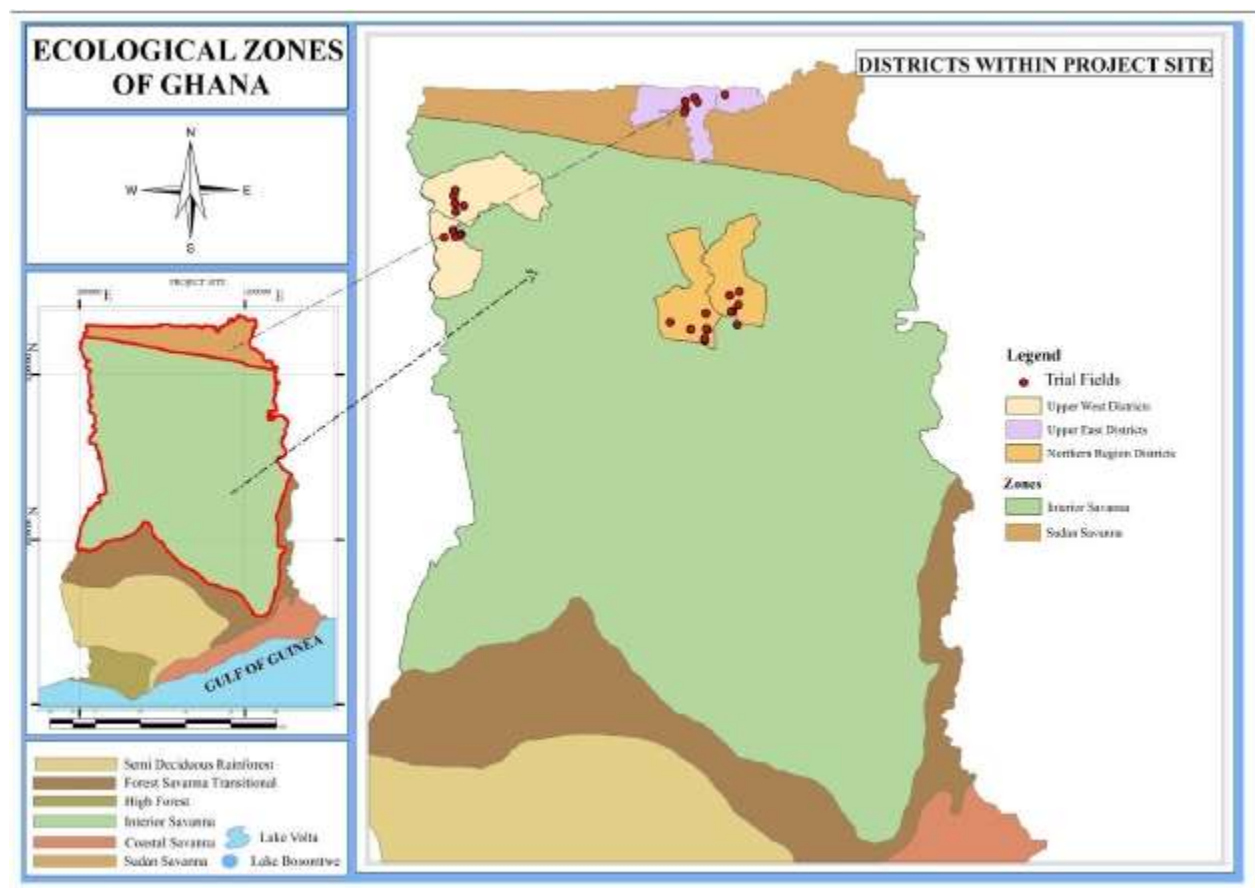 ECOLOGICAL ZONES
OF GHANA
N
W
E
S
PROJECT SITE
E
E
N
N
GULF OF GUINEA
Semi Deciduous Rainforest
Forest Savanna Transitional
High Forest
Interior Savanna
Coastal Savanna
Sudan Savanna
Lake Volta
Lake Bosomtwe
DISTRICTS WITHIN PROJECT SITE
Legend
Trial Fields
Upper West Districts
Upper East Districts
Northern Region Districts
Zones
Interior Savanna
Sudan Savanna